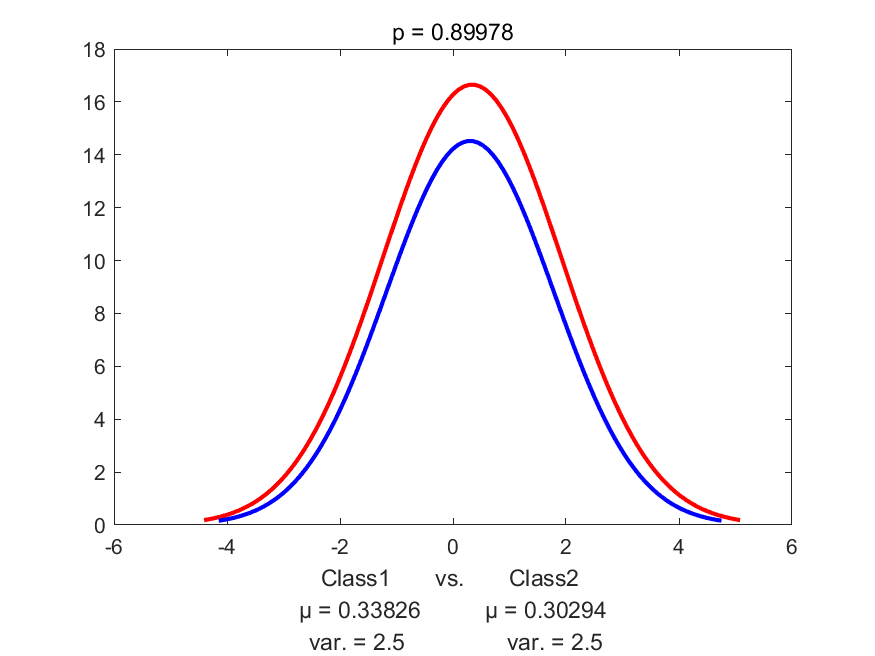 p = 0.89978
18
16
14
12
10
8
6
4
2
0
-6 -4 -2 0 2 4 6
Class1 vs. Class2
μ = 0.33826 μ = 0.30294
var. = 2.5 var. = 2.5